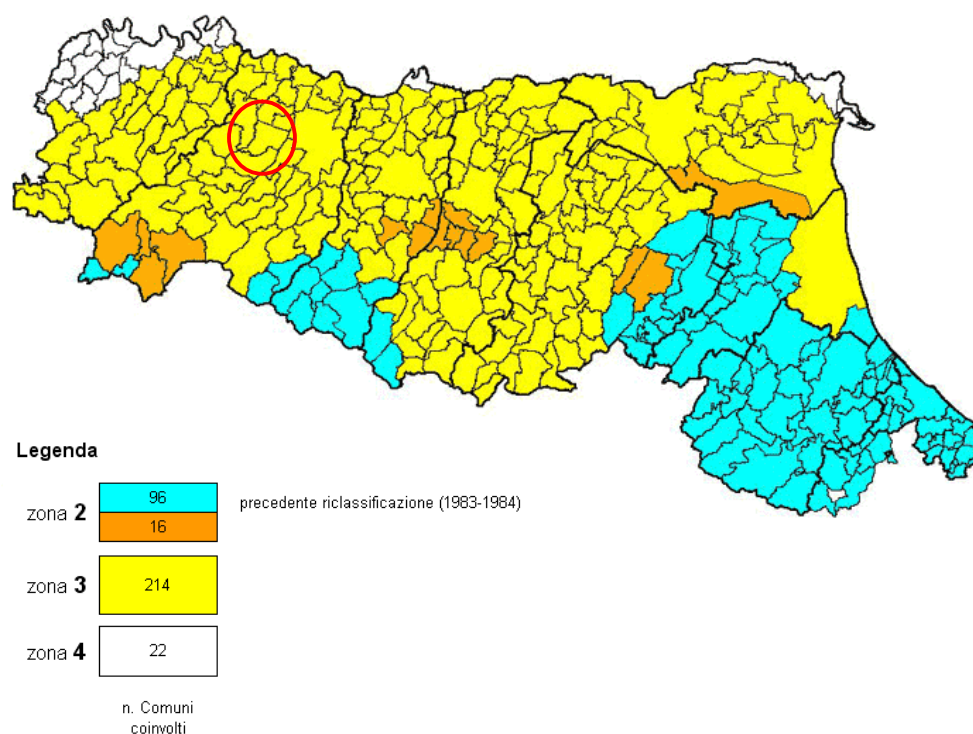 Legenda
zona 2
96
16
precedente riclassificazione (1983-1984)
zona 3
214
zona 4
22
n. Comuni
coinvolti